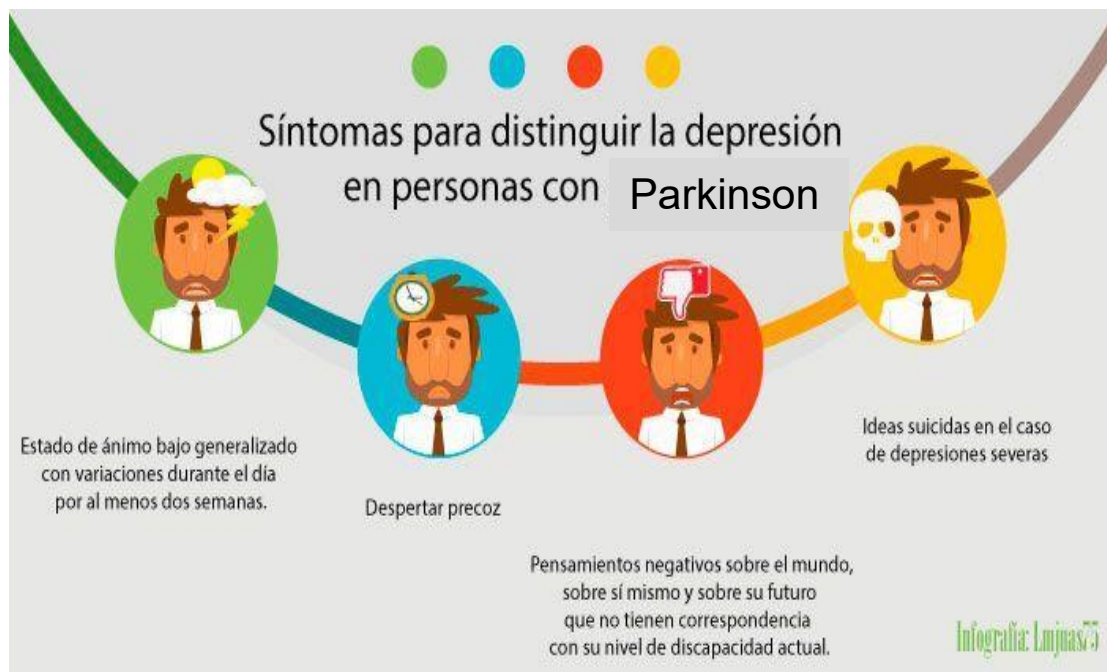 Síntomas para distinguir la depresión
en personas con Parkinson
Estado de ánimo bajo generalizado
con variaciones durante el día
por al menos dos semanas.
Despertar precoz
Pensamientos negativos sobre el mundo,
sobre sí mismo y sobre su futuro
que no tienen correspondencia
con su nivel de discapacidad actual.
Ideas suicidas en el caso
de depresiones severas
Infografía: Lmjnas75